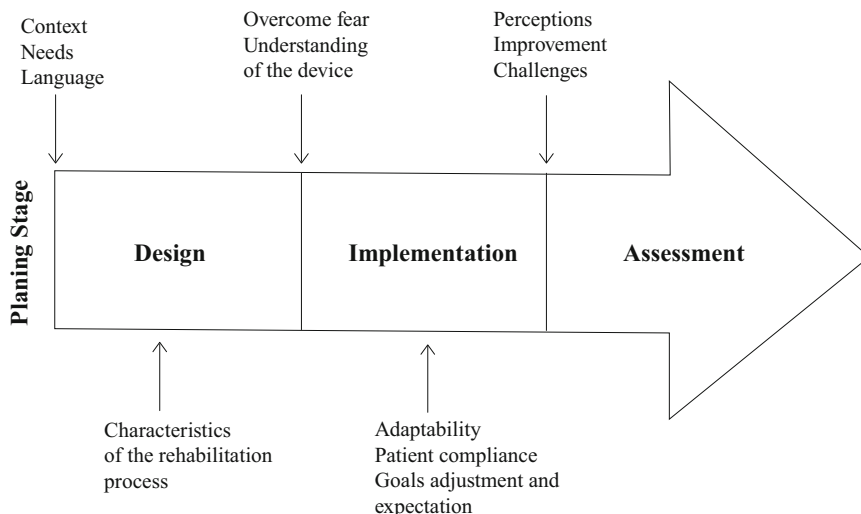 Context
Needs
Language
Overcome fear
Understanding
of the device
Perceptions
Improvement
Challenges
Planing Stage
Design
Implementation
Assessment
Characteristics
of the rehabilitation
process
Adaptability
Patient compliance
Goals adjustment and
expectation